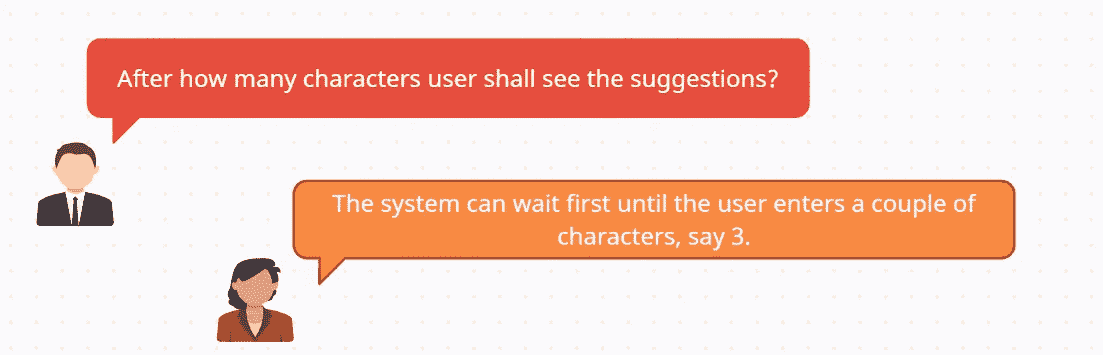 After how many characters user shall see the suggestions?
The system can wait first until the user enters a couple of
characters, say 3.